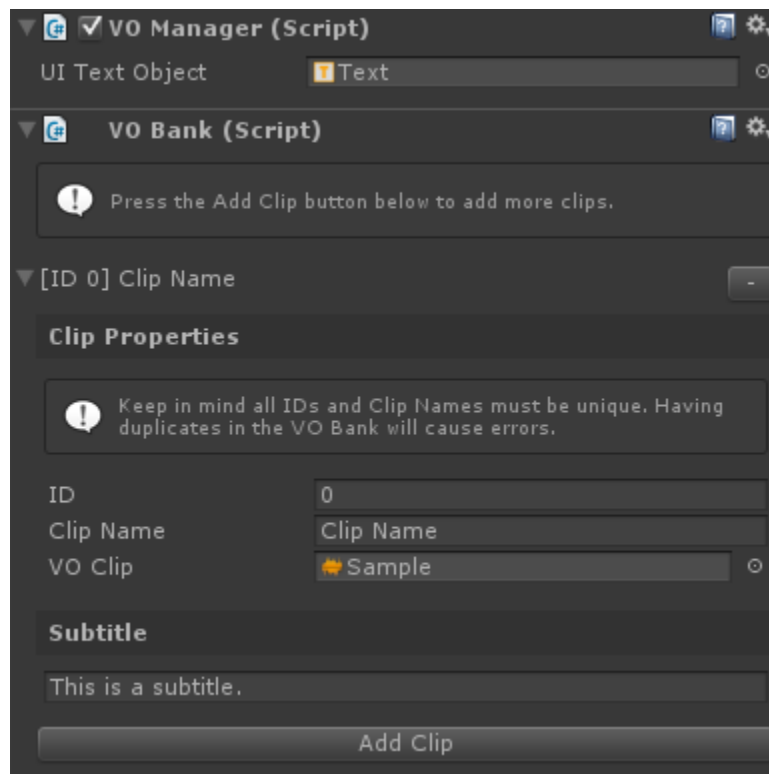 VO Manager (Script)
UI Text Object Text
VO Bank (Script)
Press the Add Clip button below to add more clips.
[ID 0] Clip Name -
Clip Properties
Keep in mind all IDs and Clip Names must be unique. Having
duplicates in the VO Bank will cause errors.
ID 0
Clip Name Clip Name
VO Clip Sample
Subtitle
This is a subtitle.
Add Clip